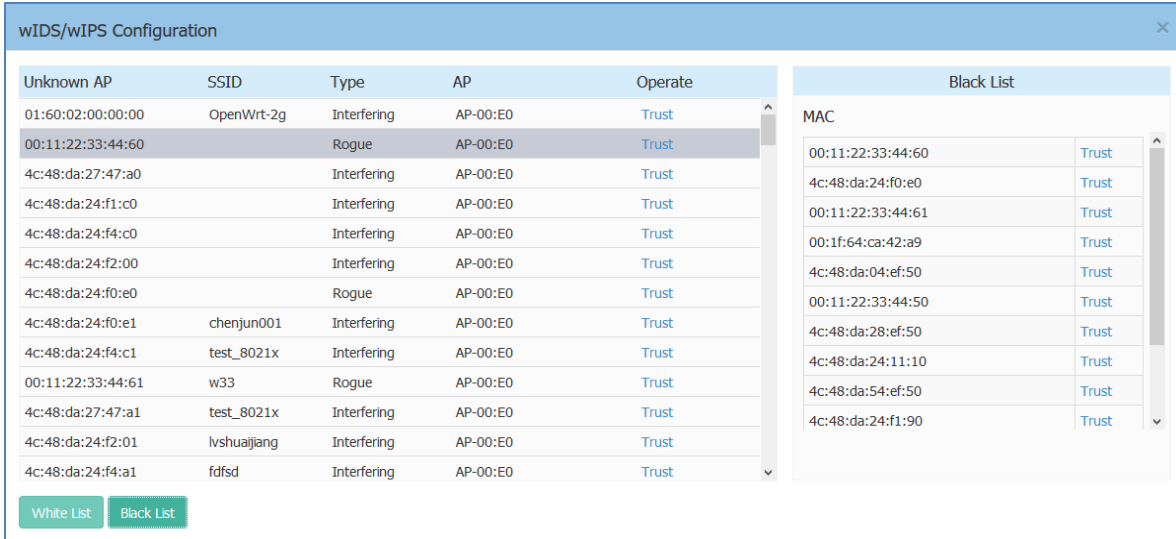 wIDS/wIPS Configuration ×
Unknown AP SSID Type AP Operate
01:60:02:00:00:00 OpenWrt-2g Interfering AP-00:E0 Trust
00:11:22:33:44:60 Rogue AP-00:E0 Trust
4c:48:da:27:47:a0 Interfering AP-00:E0 Trust
4c:48:da:24:f1:c0 Interfering AP-00:E0 Trust
4c:48:da:24:f4:c0 Interfering AP-00:E0 Trust
4c:48:da:24:f2:00 Interfering AP-00:E0 Trust
4c:48:da:24:f0:e0 Rogue AP-00:E0 Trust
4c:48:da:24:f0:e1 chenjun001 Interfering AP-00:E0 Trust
4c:48:da:24:f4:c1 test_8021x Interfering AP-00:E0 Trust
00:11:22:33:44:61 w33 Rogue AP-00:E0 Trust
4c:48:da:27:47:a1 test_8021x Interfering AP-00:E0 Trust
4c:48:da:24:f2:01 lvshuaijiang Interfering AP-00:E0 Trust
4c:48:da:24:f4:a1 fdfsd Interfering AP-00:E0 Trust
White List Black List
Black List
MAC
00:11:22:33:44:60 Trust
4c:48:da:24:f0:e0 Trust
00:11:22:33:44:61 Trust
00:1f:64:ca:42:a9 Trust
4c:48:da:04:ef:50 Trust
00:11:22:33:44:50 Trust
4c:48:da:28:ef:50 Trust
4c:48:da:24:11:10 Trust
4c:48:da:54:ef:50 Trust
4c:48:da:24:f1:90 Trust